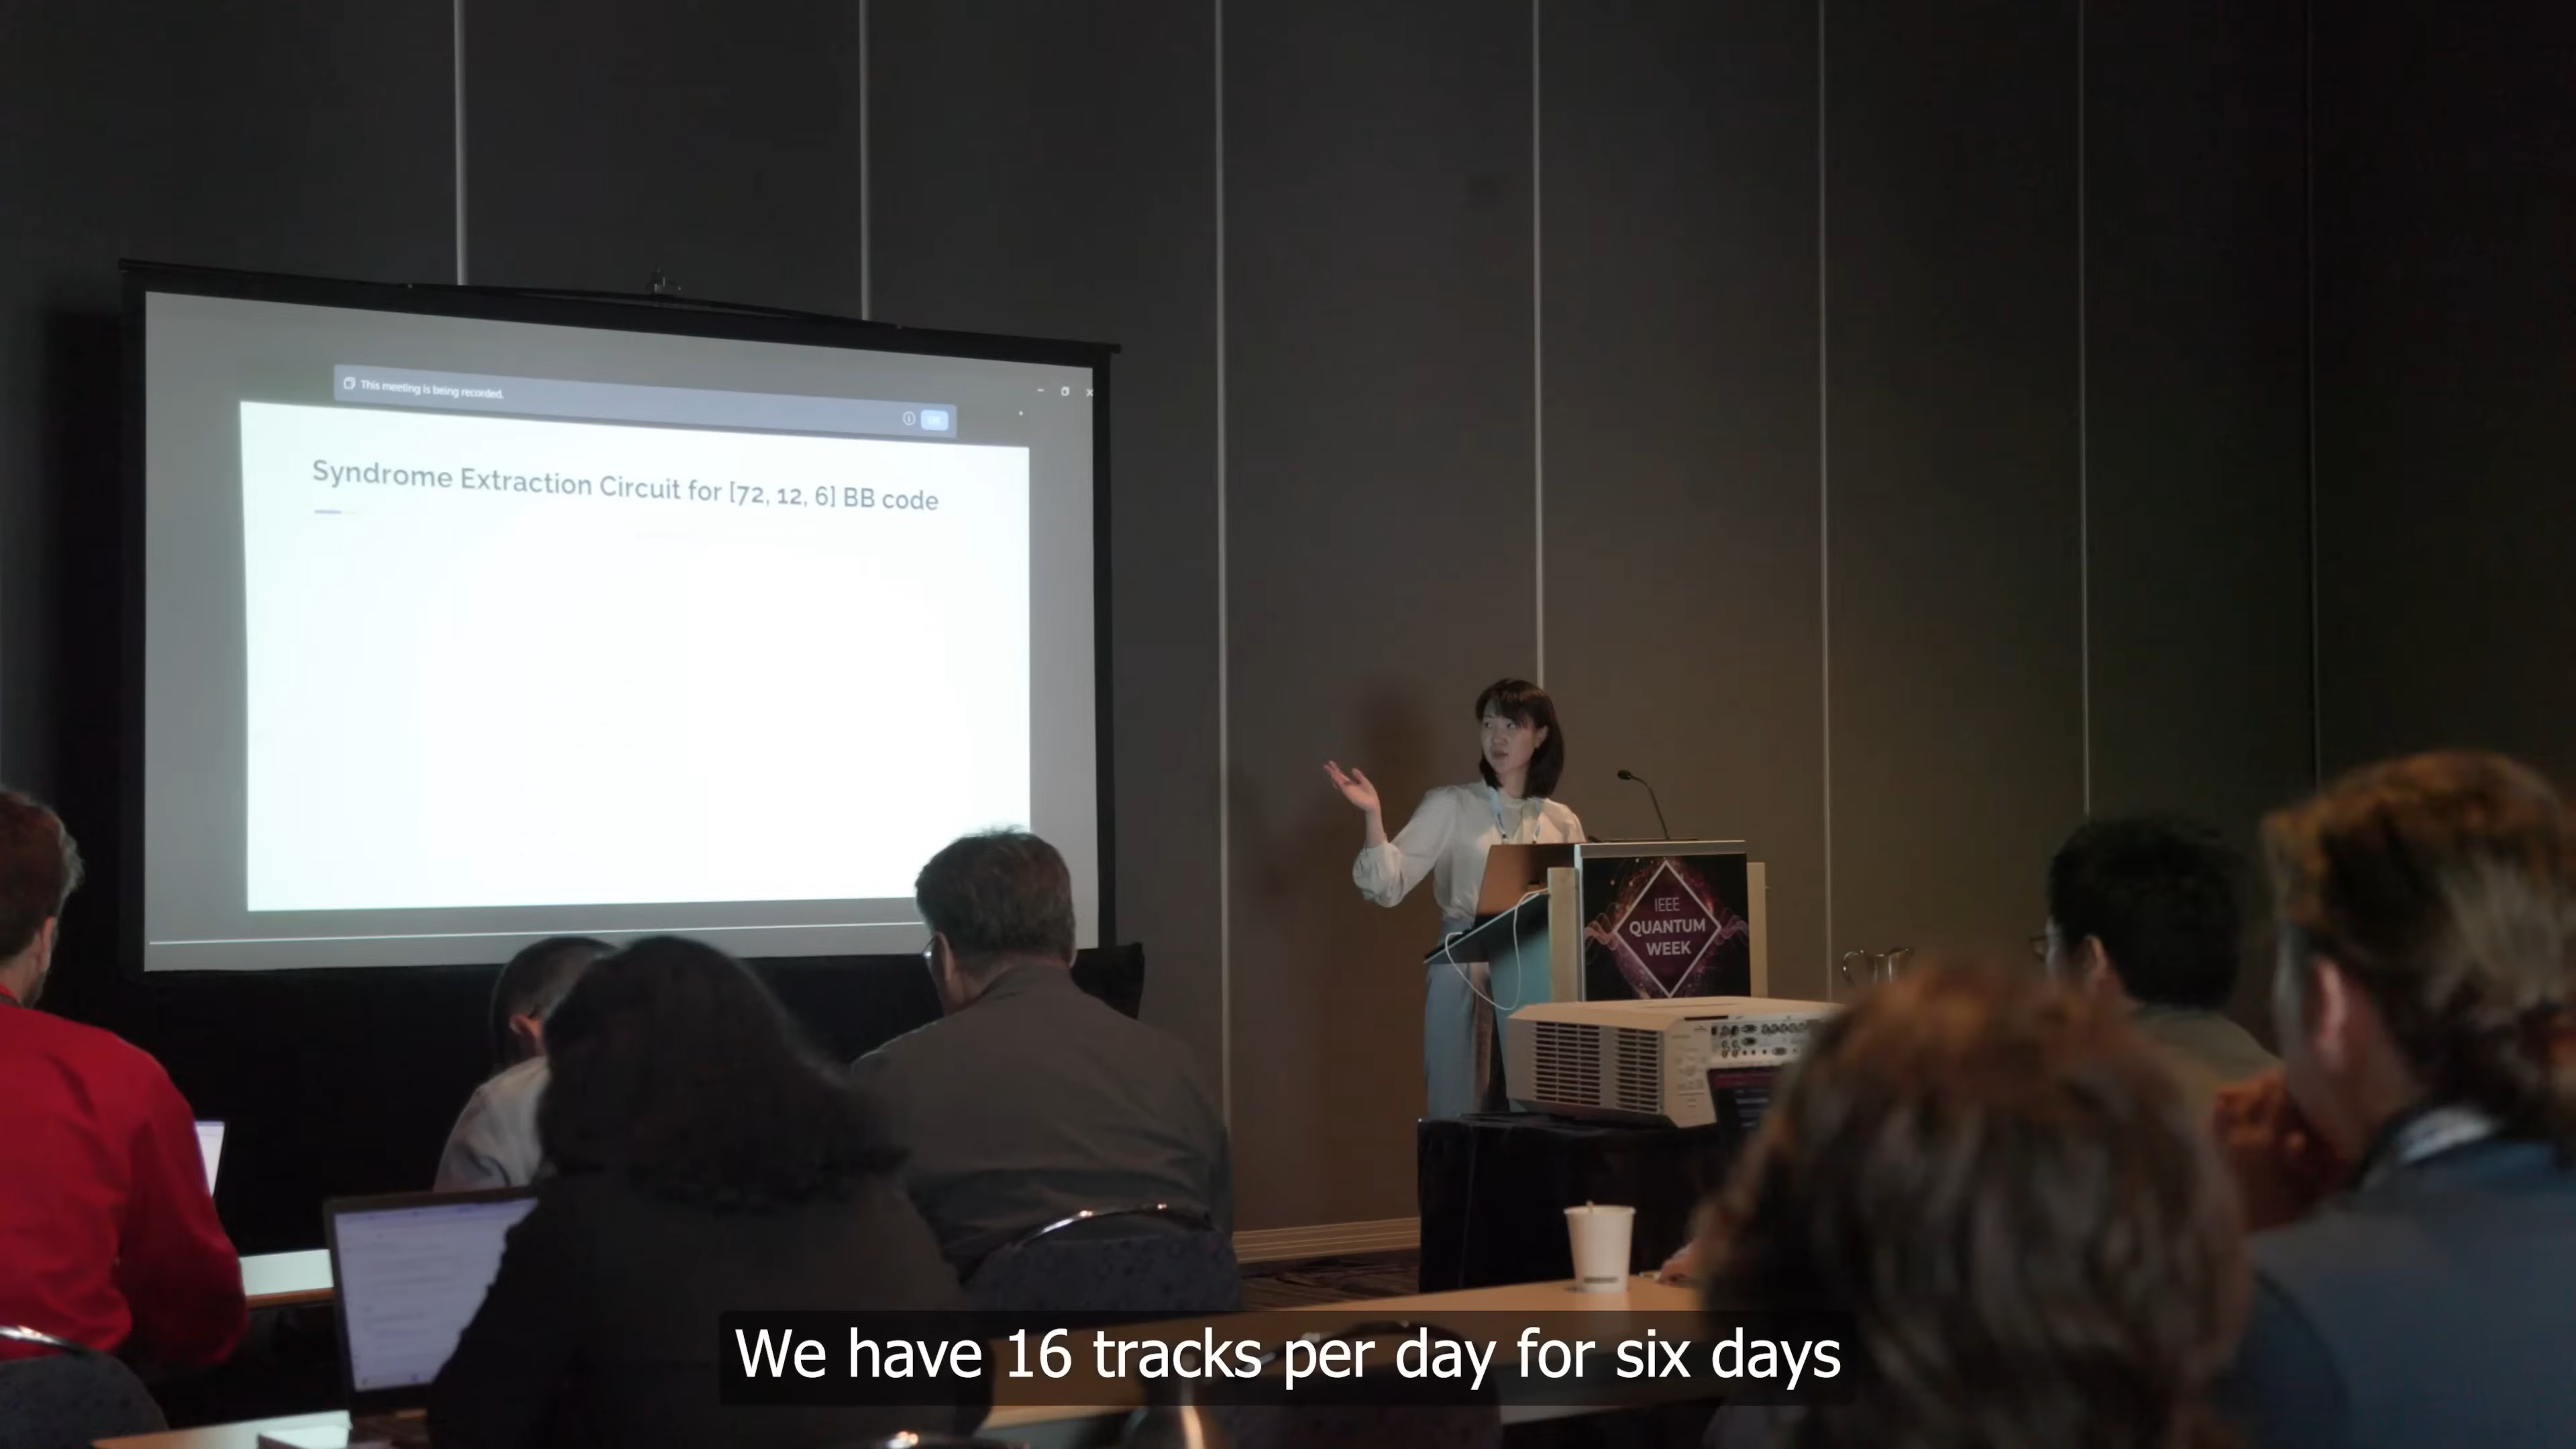 This meeting is being recorded.
Syndrome Extraction Circuit for [72, 12, 6] BB code
IEEE
QUANTUM
WEEK
We have 16 tracks per day for six days